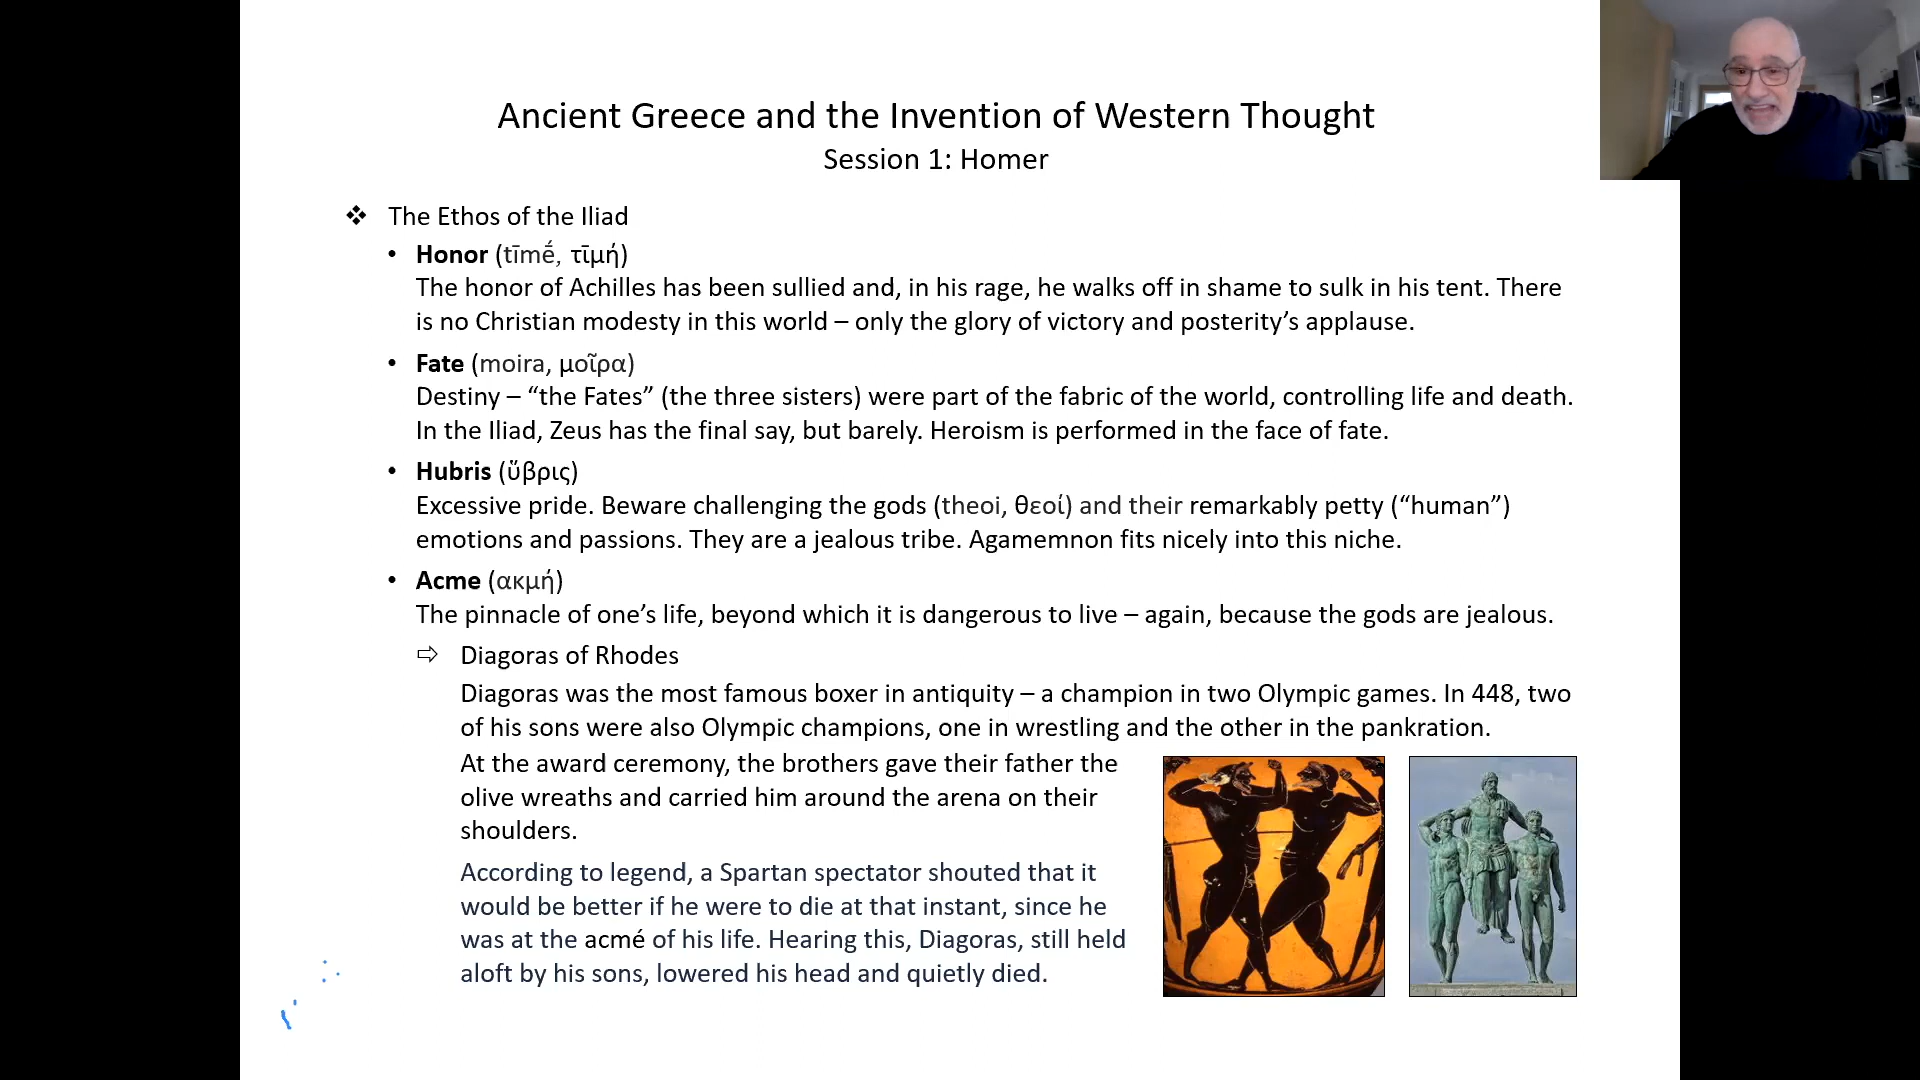 Ancient Greece and the Invention of Western Thought
Session 1: Homer
❖ The Ethos of the Iliad
• Honor (tīmḗ, τῑμή)
The honor of Achilles has been sullied and, in his rage, he walks off in shame to sulk in his tent. There
is no Christian modesty in this world – only the glory of victory and posterity’s applause.
• Fate (moira, μοῖρα)
Destiny – “the Fates” (the three sisters) were part of the fabric of the world, controlling life and death.
In the Iliad, Zeus has the final say, but barely. Heroism is performed in the face of fate.
• Hubris (ὕβρις)
Excessive pride. Beware challenging the gods (theoi, θεοί) and their remarkably petty (“human”)
emotions and passions. They are a jealous tribe. Agamemnon fits nicely into this niche.
• Acme (ακμή)
The pinnacle of one’s life, beyond which it is dangerous to live – again, because the gods are jealous.
⇨ Diagoras of Rhodes
Diagoras was the most famous boxer in antiquity – a champion in two Olympic games. In 448, two
of his sons were also Olympic champions, one in wrestling and the other in the pankration.
At the award ceremony, the brothers gave their father the
olive wreaths and carried him around the arena on their
shoulders.
According to legend, a Spartan spectator shouted that it
would be better if he were to die at that instant, since he
was at the acmé of his life. Hearing this, Diagoras, still held
aloft by his sons, lowered his head and quietly died.